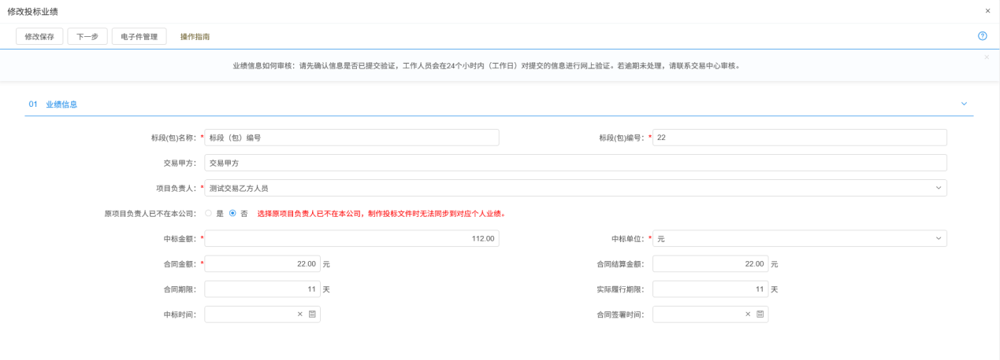 修改投标业绩
修改保存 下一步 电子件管理 操作指南
业绩信息如何审核：请先确认信息是否已提交验证，工作人员会在24个小时内（工作日）对提交的信息进行网上验证。若逾期未处理，请联系交易中心审核。
01 业绩信息
标段(包)名称：* 标段（包）编号 标段(包)编号：* 22
交易甲方： 交易甲方
项目负责人：* 测试交易乙方人员
原项目负责人已不在本公司： 是 否 选择原项目负责人已不在本公司，制作投标文件时无法同步到对应个人业绩。
中标金额：* 112.00 中标单位：* 元
合同金额：* 22.00 元 合同结算金额： 22.00 元
合同期限： 11 天 实际履行期限： 11 天
中标时间： 合同签署时间：